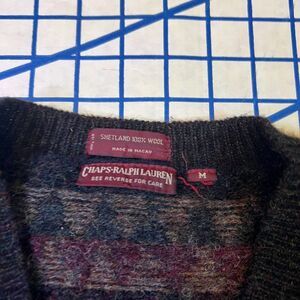 SHETLAND 100% WOOL
MADE IN MACAU
CHAPS-RALPH LAUREN
SEE REVERSE FOR CARE
M